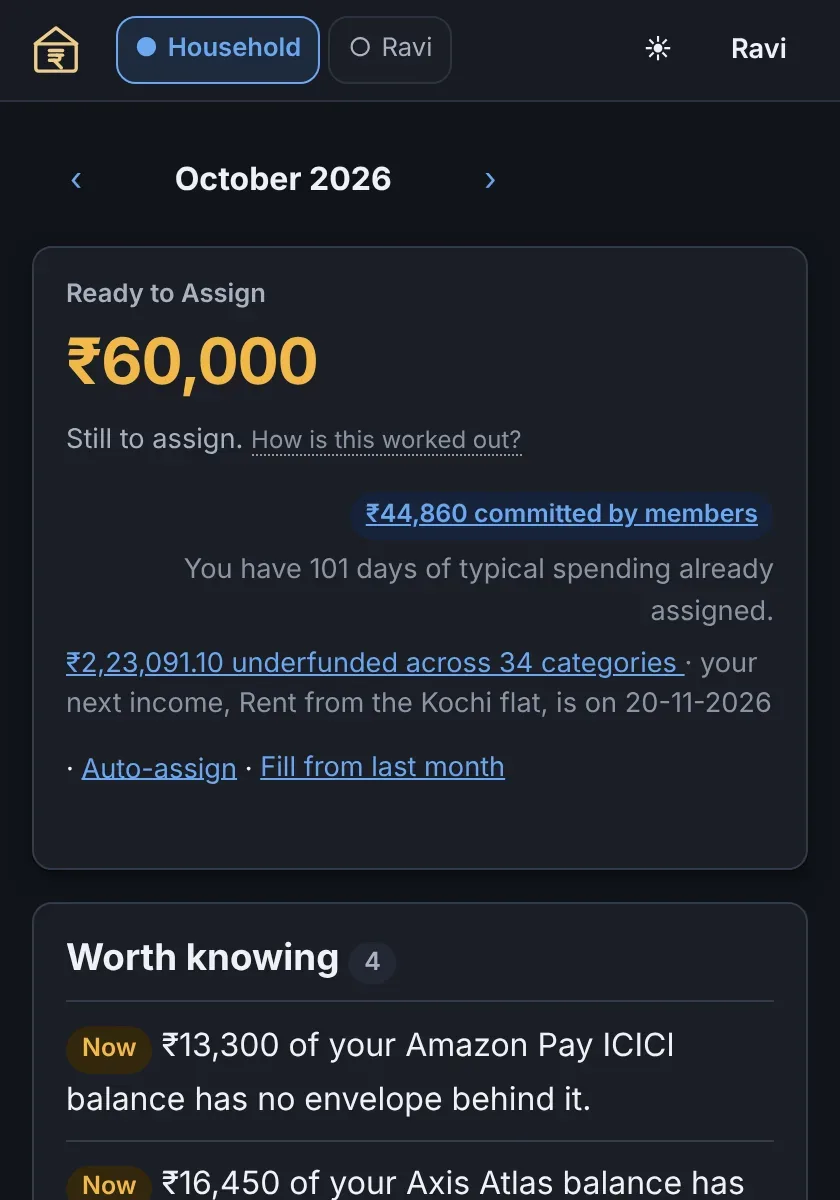 Household Ravi Ravi
‹ October 2026 ›
Ready to Assign
₹60,000
Still to assign. How is this worked out?
₹44,860 committed by members
You have 101 days of typical spending already
assigned.
₹2,23,091.10 underfunded across 34 categories · your
next income, Rent from the Kochi flat, is on 20-11-2026
· Auto-assign · Fill from last month
Worth knowing 4
Now ₹13,300 of your Amazon Pay ICICI
balance has no envelope behind it.
Now ₹16,450 of your Axis Atlas balance has